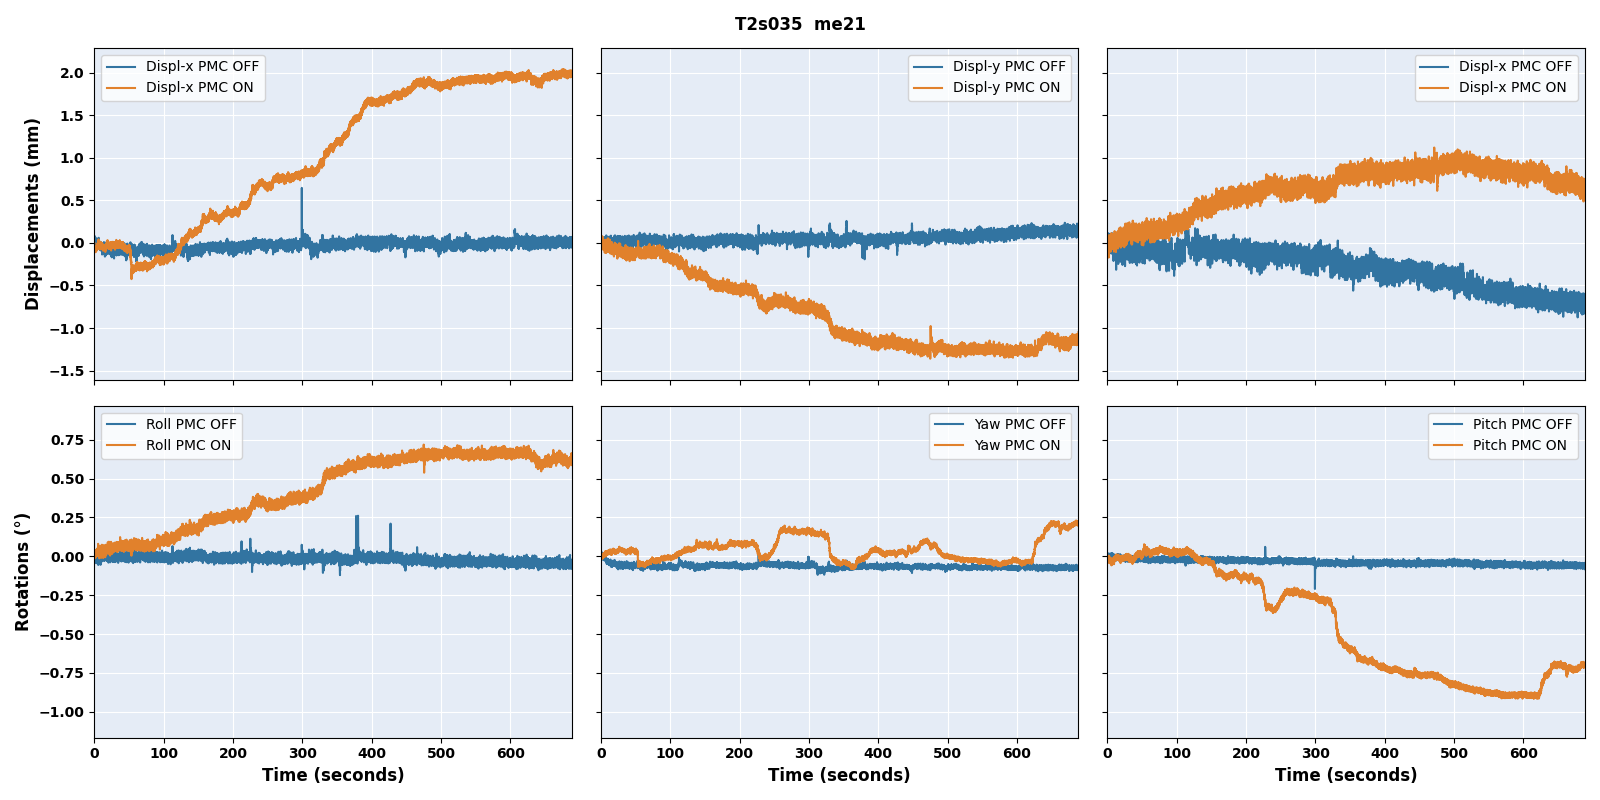 T2s035  me21
Displacements (mm)
2.0
1.5
1.0
0.5
0.0
−0.5
−1.0
−1.5
Displ-x PMC OFF
Displ-x PMC ON
Displ-y PMC OFF
Displ-y PMC ON
Displ-x PMC OFF
Displ-x PMC ON
Rotations (°)
0.75
0.50
0.25
0.00
−0.25
−0.50
−0.75
−1.00
Roll PMC OFF
Roll PMC ON
Yaw PMC OFF
Yaw PMC ON
Pitch PMC OFF
Pitch PMC ON
0 100 200 300 400 500 600
0 100 200 300 400 500 600
0 100 200 300 400 500 600
Time (seconds)
Time (seconds)
Time (seconds)